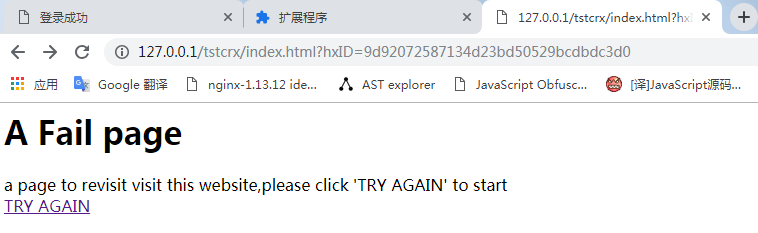 登录成功
扩展程序
127.0.0.1/tstcrx/index.html?hxI
127.0.0.1/tstcrx/index.html?hxID=9d92072587134d23bd50529bcdbdc3d0
应用
Google 翻译
nginx-1.13.12 ide...
AST explorer
JavaScript Obfusc...
[译]JavaScript源码...
A Fail page
a page to revisit visit this website,please click 'TRY AGAIN' to start
TRY AGAIN